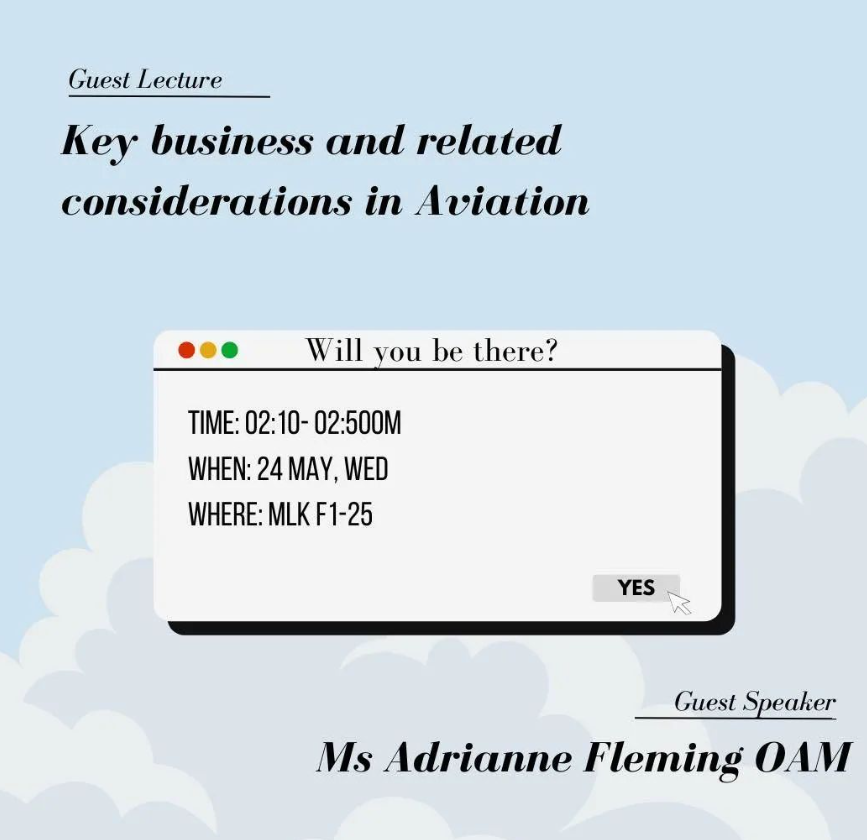 Guest Lecture
Key business and related
considerations in Aviation
Will you be there?
TIME: 02:10- 02:500M
WHEN: 24 MAY, WED
WHERE: MLK F1-25
YES
Guest Speaker
Ms Adrianne Fleming OAM